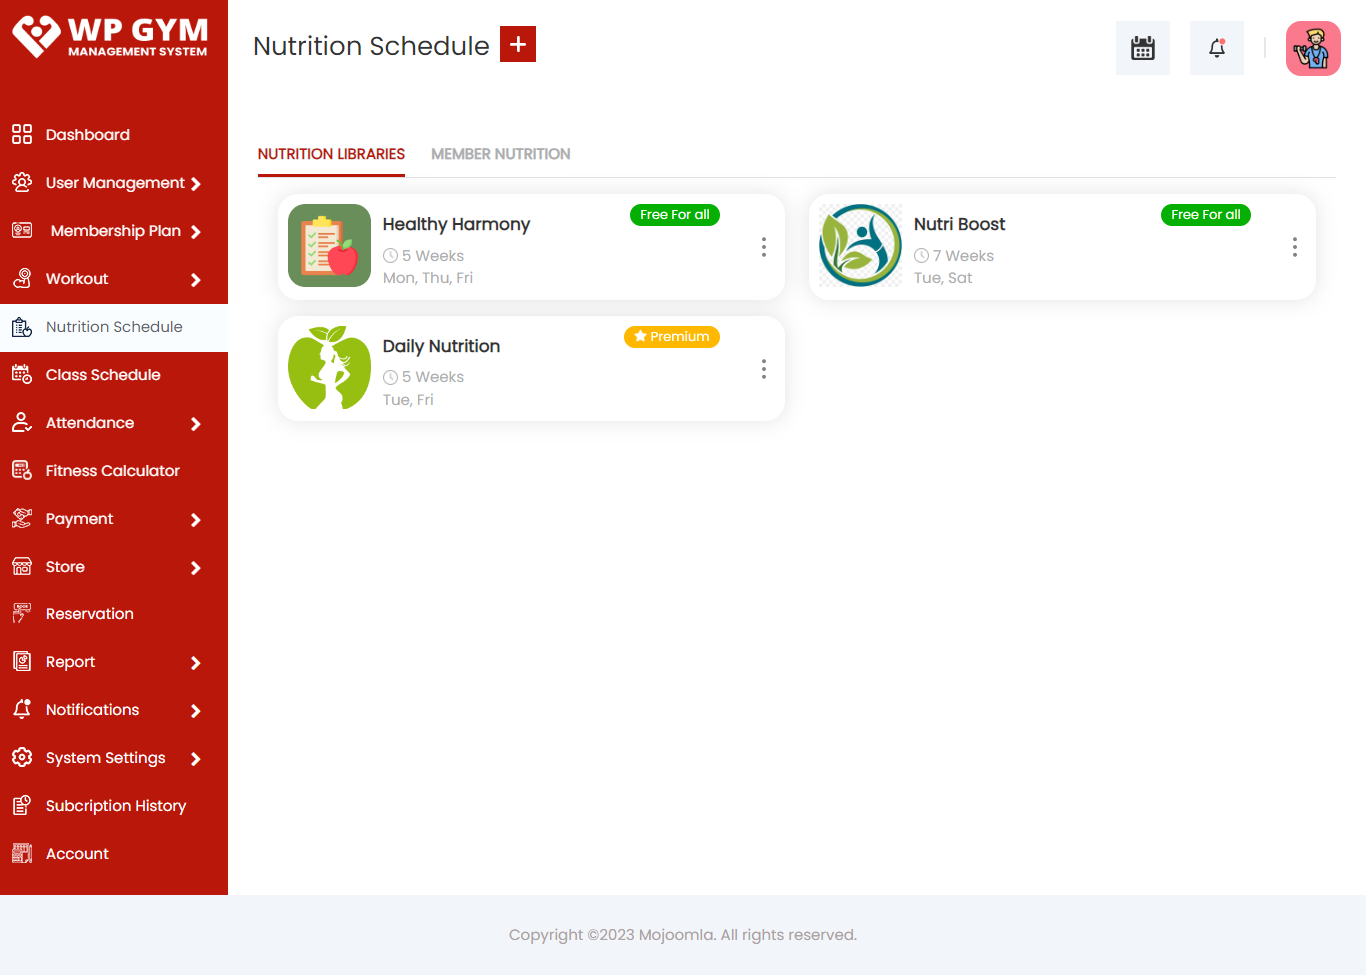 WP GYM
MANAGEMENT SYSTEM
Dashboard
User Management
Membership Plan
Workout
Nutrition Schedule
Class Schedule
Attendance
Fitness Calculator
Payment
Store
Reservation
Report
Notifications
System Settings
Subcription History
Account
Nutrition Schedule
NUTRITION LIBRARIES
MEMBER NUTRITION
Healthy Harmony
Free For all
5 Weeks
Mon, Thu, Fri
Nutri Boost
Free For all
7 Weeks
Tue, Sat
Daily Nutrition
Premium
5 Weeks
Tue, Fri
Copyright ©2023 Mojoomla. All rights reserved.